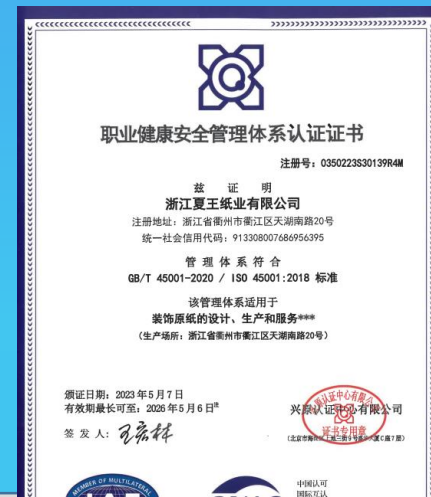 职业健康安全管理体系认证证书
注册号：0350223S30139R4M
兹 证 明
浙江夏王纸业有限公司
注册地址：浙江省衢州市衢江区天湖南路20号
统一社会信用代码：913308007686956395
管 理 体 系 符 合
GB/T 45001-2020 / ISO 45001:2018 标准
该管理体系适用于
装饰原纸的设计、生产和服务***
（生产场所：浙江省衢州市衢江区天湖南路20号）
颁证日期：2023年5月7日
有效期最长可至：2026年5月6日注
兴原认证中心有限公司
签 发 人：
证书专用章
MEMBER OF MULTILATERAL
中国认可
国际互认